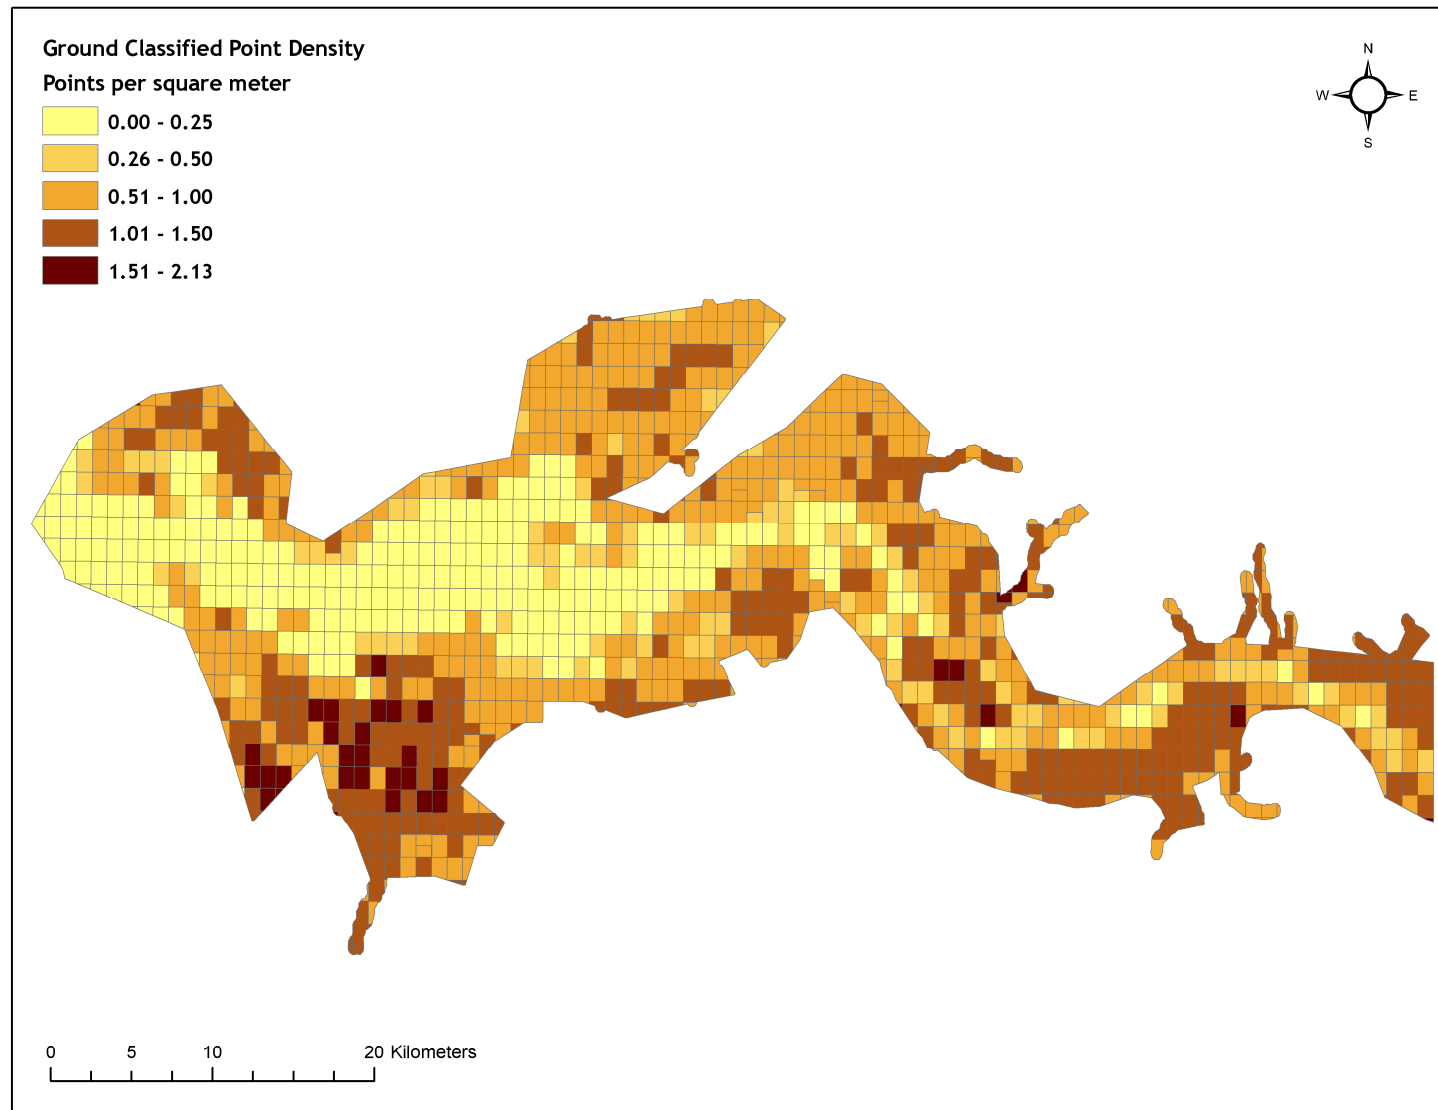 Ground Classified Point Density
Points per square meter
0.00 - 0.25
0.26 - 0.50
0.51 - 1.00
1.01 - 1.50
1.51 - 2.13
N
W E
S
0 5 10 20 Kilometers